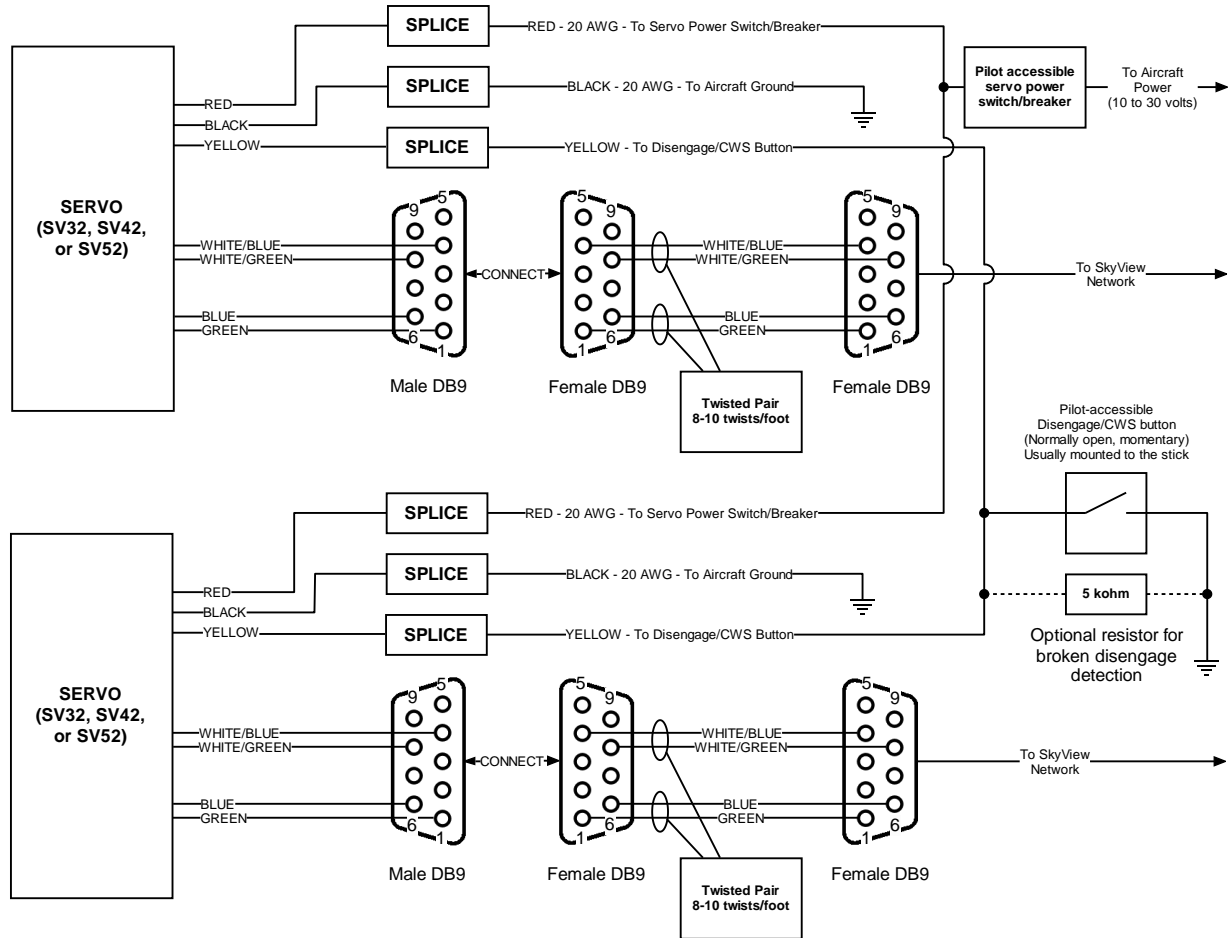 SPLICE
RED - 20 AWG - To Servo Power Switch/Breaker
SPLICE
BLACK - 20 AWG - To Aircraft Ground
SPLICE
YELLOW - To Disengage/CWS Button
Pilot accessible
servo power
switch/breaker
To Aircraft
Power
(10 to 30 volts)
RED
BLACK
YELLOW
SERVO
(SV32, SV42,
or SV52)
WHITE/BLUE
WHITE/GREEN
BLUE
GREEN
5
9
6
1
Male DB9
CONNECT
5
9
6
1
Female DB9
WHITE/BLUE
WHITE/GREEN
BLUE
GREEN
Twisted Pair
8-10 twists/foot
5
9
6
1
Female DB9
To SkyView
Network
Pilot-accessible
Disengage/CWS button
(Normally open, momentary)
Usually mounted to the stick
5 kohm
Optional resistor for
broken disengage
detection
SPLICE
RED - 20 AWG - To Servo Power Switch/Breaker
SPLICE
BLACK - 20 AWG - To Aircraft Ground
SPLICE
YELLOW - To Disengage/CWS Button
RED
BLACK
YELLOW
SERVO
(SV32, SV42,
or SV52)
WHITE/BLUE
WHITE/GREEN
BLUE
GREEN
5
9
6
1
Male DB9
CONNECT
5
9
6
1
Female DB9
WHITE/BLUE
WHITE/GREEN
BLUE
GREEN
Twisted Pair
8-10 twists/foot
5
9
6
1
Female DB9
To SkyView
Network